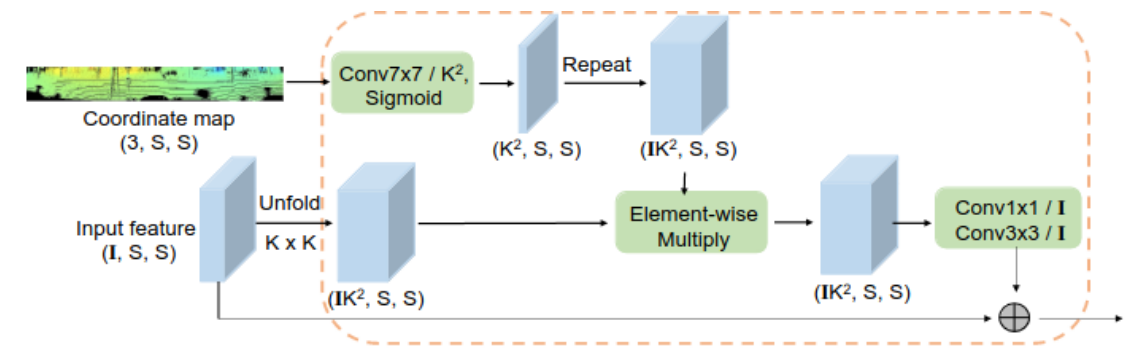 Conv7x7 / K²,
Sigmoid
Repeat
Coordinate map
(3, S, S)
(K², S, S)
(IK², S, S)
Input feature
(I, S, S)
Unfold
K x K
(IK², S, S)
Element-wise
Multiply
(IK², S, S)
Conv1x1 / I
Conv3x3 / I